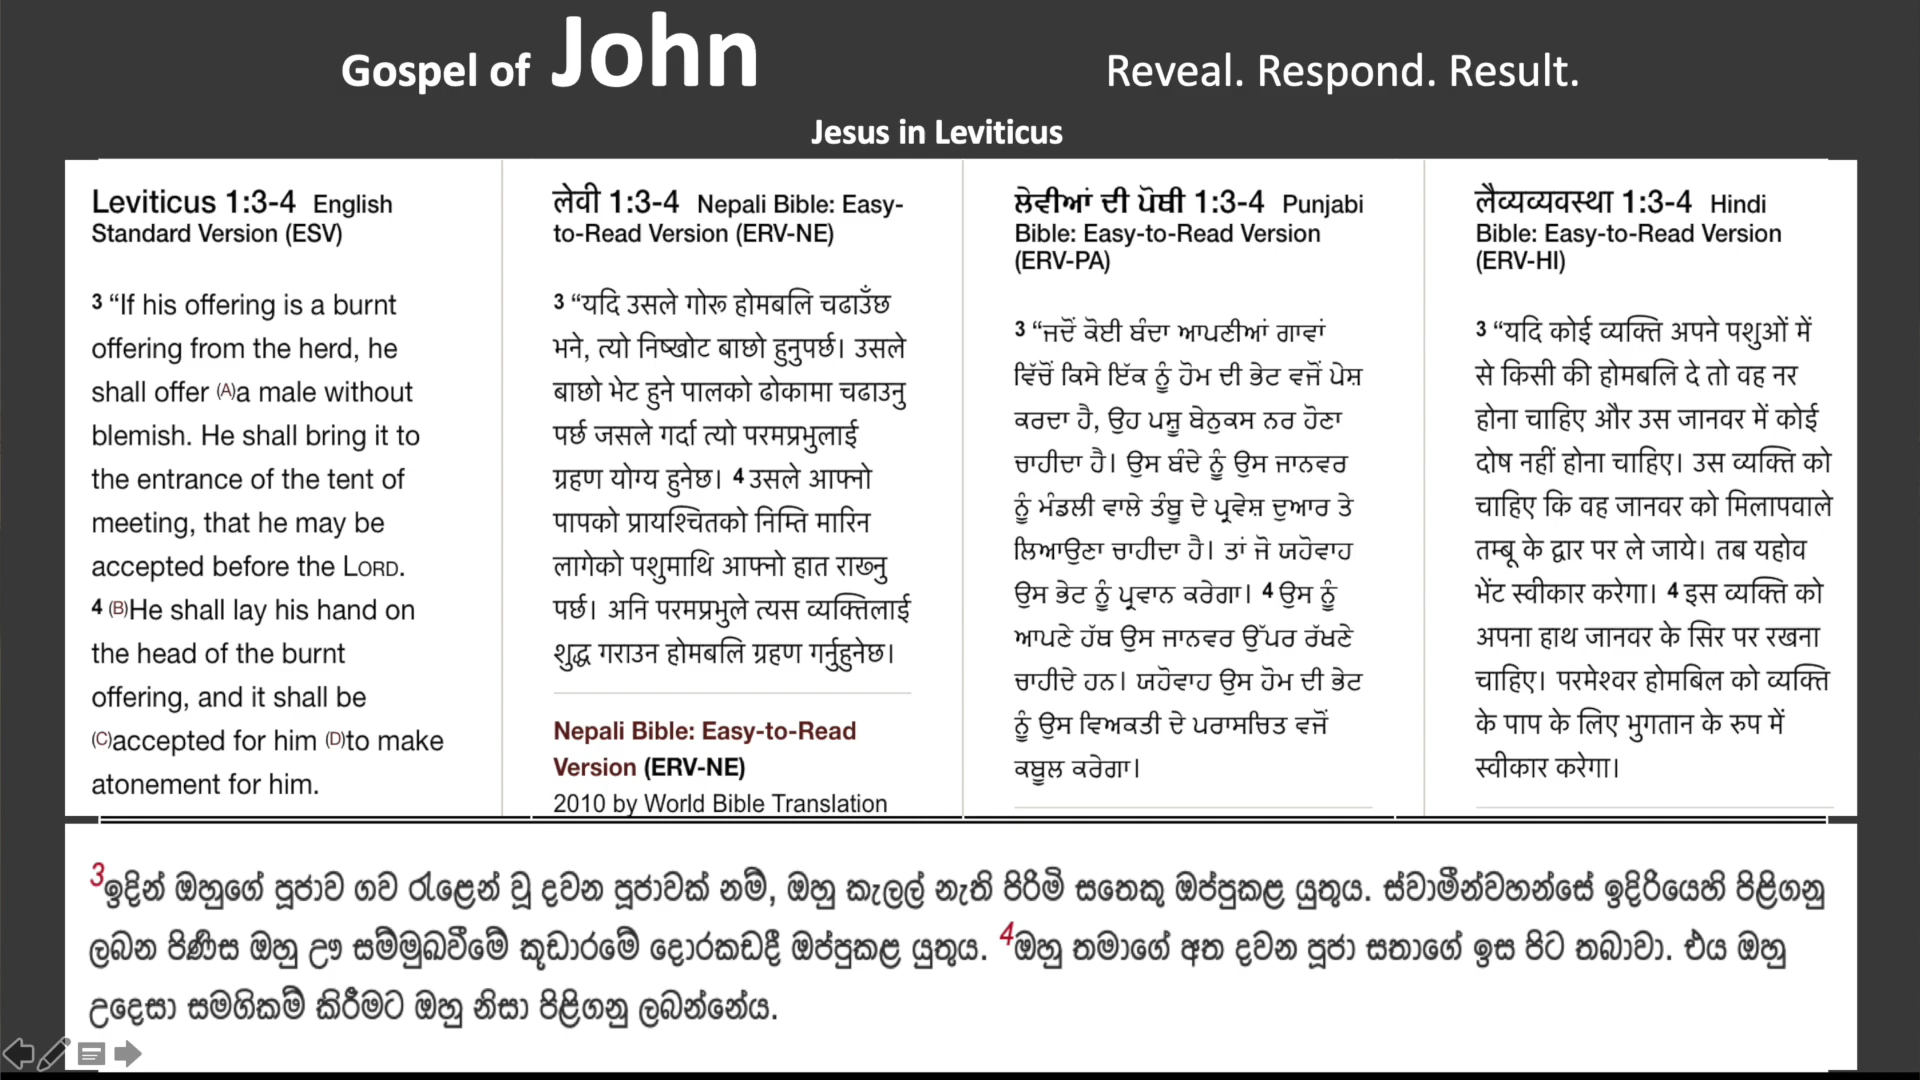 Gospel of John
Reveal. Respond. Result.
Jesus in Leviticus
Leviticus 1:3-4 English
Standard Version (ESV)
3 “If his offering is a burnt
offering from the herd, he
shall offer (A)a male without
blemish. He shall bring it to
the entrance of the tent of
meeting, that he may be
accepted before the LORD.
4 (B)He shall lay his hand on
the head of the burnt
offering, and it shall be
(C)accepted for him (D)to make
atonement for him.
लेवी 1:3-4 Nepali Bible: Easy-
to-Read Version (ERV-NE)
3 “यदि उसले गोरू होमबलि चढाउँछ
भने, त्यो निष्खोट बाछो हुनुपर्छ। उसले
बाछो भेट हुने पालको ढोकामा चढाउनु
पर्छ जसले गर्दा त्यो परमप्रभुलाई
ग्रहण योग्य हुनेछ। 4 उसले आफ्नो
पापको प्रायश्चितको निम्ति मारिन
लागेको पशुमाथि आफ्नो हात राख्नु
पर्छ। अनि परमप्रभुले त्यस व्यक्तिलाई
शुद्ध गराउन होमबलि ग्रहण गर्नुहुनेछ।
Nepali Bible: Easy-to-Read
Version (ERV-NE)
2010 by World Bible Translation
ਲੇਵੀਆਂ ਦੀ ਪੋਥੀ 1:3-4 Punjabi
Bible: Easy-to-Read Version
(ERV-PA)
3 “ਜਦੋਂ ਕੋਈ ਬੰਦਾ ਆਪਣੀਆਂ ਗਾਵਾਂ
ਵਿੱਚੋਂ ਕਿਸੇ ਇੱਕ ਨੂੰ ਹੋਮ ਦੀ ਭੇਟ ਵਜੋਂ ਪੇਸ਼
ਕਰਦਾ ਹੈ, ਉਹ ਪਸ਼ੂ ਬੇਨੁਕਸ ਨਰ ਹੋਣਾ
ਚਾਹੀਦਾ ਹੈ। ਉਸ ਬੰਦੇ ਨੂੰ ਉਸ ਜਾਨਵਰ
ਨੂੰ ਮੰਡਲੀ ਵਾਲੇ ਤੰਬੂ ਦੇ ਪ੍ਰਵੇਸ਼ ਦੁਆਰ ਤੇ
ਲਿਆਉਣਾ ਚਾਹੀਦਾ ਹੈ। ਤਾਂ ਜੋ ਯਹੋਵਾਹ
ਉਸ ਭੇਟ ਨੂੰ ਪ੍ਰਵਾਨ ਕਰੇਗਾ। 4 ਉਸ ਨੂੰ
ਆਪਣੇ ਹੱਥ ਉਸ ਜਾਨਵਰ ਉੱਪਰ ਰੱਖਣੇ
ਚਾਹੀਦੇ ਹਨ। ਯਹੋਵਾਹ ਉਸ ਹੋਮ ਦੀ ਭੇਟ
ਨੂੰ ਉਸ ਵਿਅਕਤੀ ਦੇ ਪਰਾਸਚਿਤ ਵਜੋਂ
ਕਬੂਲ ਕਰੇਗਾ।
लैव्यव्यवस्था 1:3-4 Hindi
Bible: Easy-to-Read Version
(ERV-HI)
3 “यदि कोई व्यक्ति अपने पशुओं में
से किसी की होमबलि दे तो वह नर
होना चाहिए और उस जानवर में कोई
दोष नहीं होना चाहिए। उस व्यक्ति को
चाहिए कि वह जानवर को मिलापवाले
तम्बू के द्वार पर ले जाये। तब यहोव
भेंट स्वीकार करेगा। 4 इस व्यक्ति को
अपना हाथ जानवर के सिर पर रखना
चाहिए। परमेश्वर होमबिल को व्यक्ति
के पाप के लिए भुगतान के रुप में
स्वीकार करेगा।
3ඉදින් ඔහුගේ පූජාව ගව රැළෙන් වූ දවන පූජාවක් නම්, ඔහු කැලල් නැති පිරිමි සතෙකු ඔප්පුකළ යුතුය. ස්වාමීන්වහන්සේ ඉදිරියෙහි පිළිගනු
ලබන පිණිස ඔහු ඌ සම්මුඛවීමේ කූඩාරමේ දොරකඩදී ඔප්පුකළ යුතුය. 4ඔහු තමාගේ අත දවන පූජා සතාගේ ඉස පිට තබාවා. එය ඔහු
උදෙසා සමගිකම් කිරීමට ඔහු නිසා පිළිගනු ලබන්නේය.